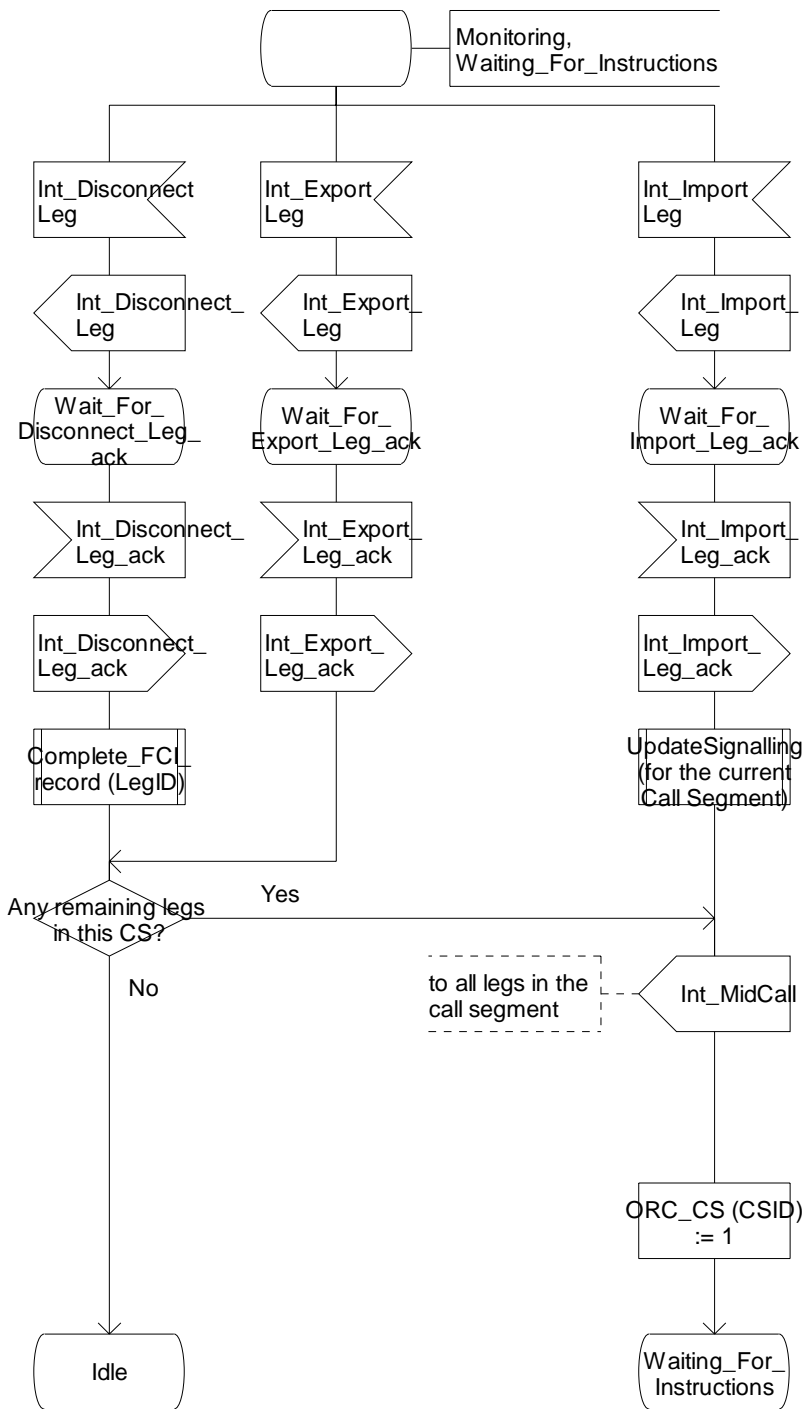 Monitoring,
Waiting_For_Instructions
Int_Disconnect
Leg
Int_Export
Leg
Int_Import
Leg
Int_Disconnect_
Leg
Int_Export_
Leg
Int_Import_
Leg
Wait_For_
Disconnect_Leg_
ack
Wait_For_
Export_Leg_ack
Wait_For_
Import_Leg_ack
Int_Disconnect_
Leg_ack
Int_Export_
Leg_ack
Int_Import_
Leg_ack
Int_Disconnect_
Leg_ack
Int_Export_
Leg_ack
Int_Import_
Leg_ack
Complete_FCI_
record (LegID)
UpdateSignalling
(for the current
Call Segment)
Any remaining legs
in this CS?
Yes
No
to all legs in the
call segment
Int_MidCall
ORC_CS (CSID)
:= 1
Idle
Waiting_For_
Instructions